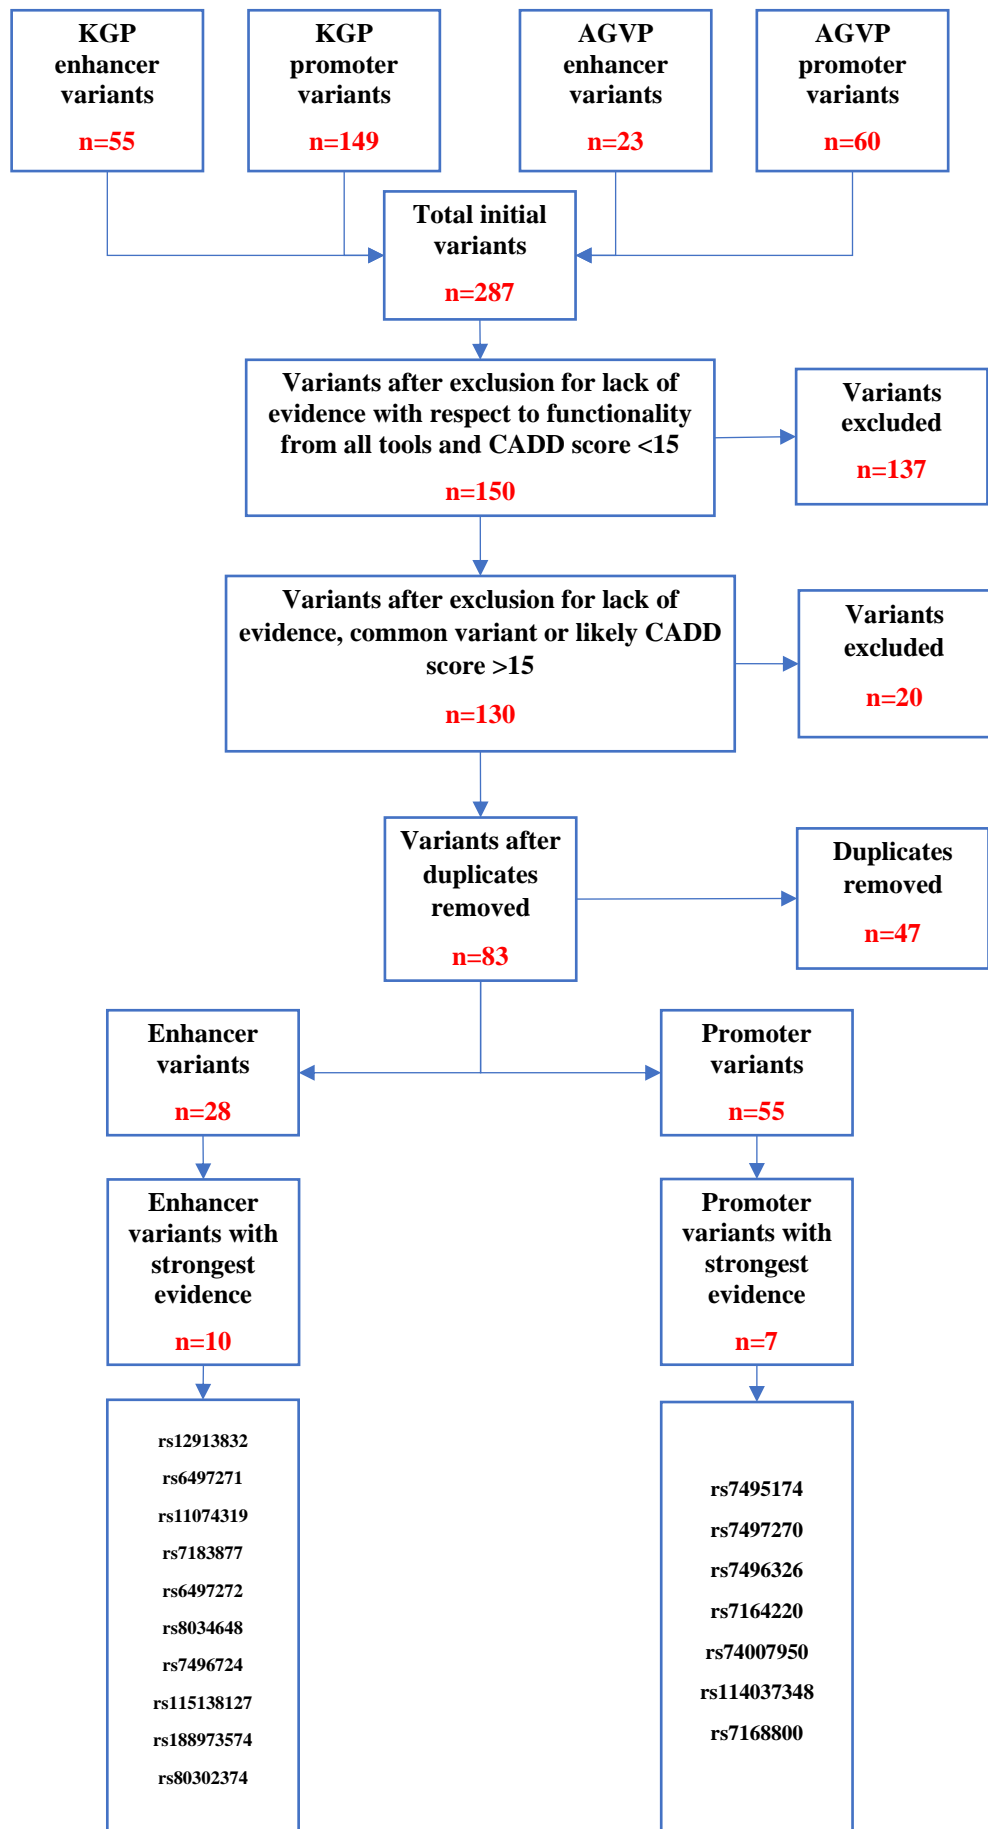 KGP
enhancer
variants
n=55
KGP
promoter
variants
n=149
AGVP
enhancer
variants
n=23
AGVP
promoter
variants
n=60
Total initial
variants
n=287
Variants after exclusion for lack of
evidence with respect to functionality
from all tools and CADD score <15
n=150
Variants
excluded
n=137
Variants after exclusion for lack of
evidence, common variant or likely CADD
score >15
n=130
Variants
excluded
n=20
Variants after
duplicates
removed
n=83
Duplicates
removed
n=47
Enhancer
variants
n=28
Promoter
variants
n=55
Enhancer
variants with
strongest
evidence
n=10
Promoter
variants with
strongest
evidence
n=7
rs12913832
rs6497271
rs11074319
rs7183877
rs6497272
rs8034648
rs7496724
rs115138127
rs188973574
rs80302374
rs7495174
rs7497270
rs7496326
rs7164220
rs74007950
rs114037348
rs7168800